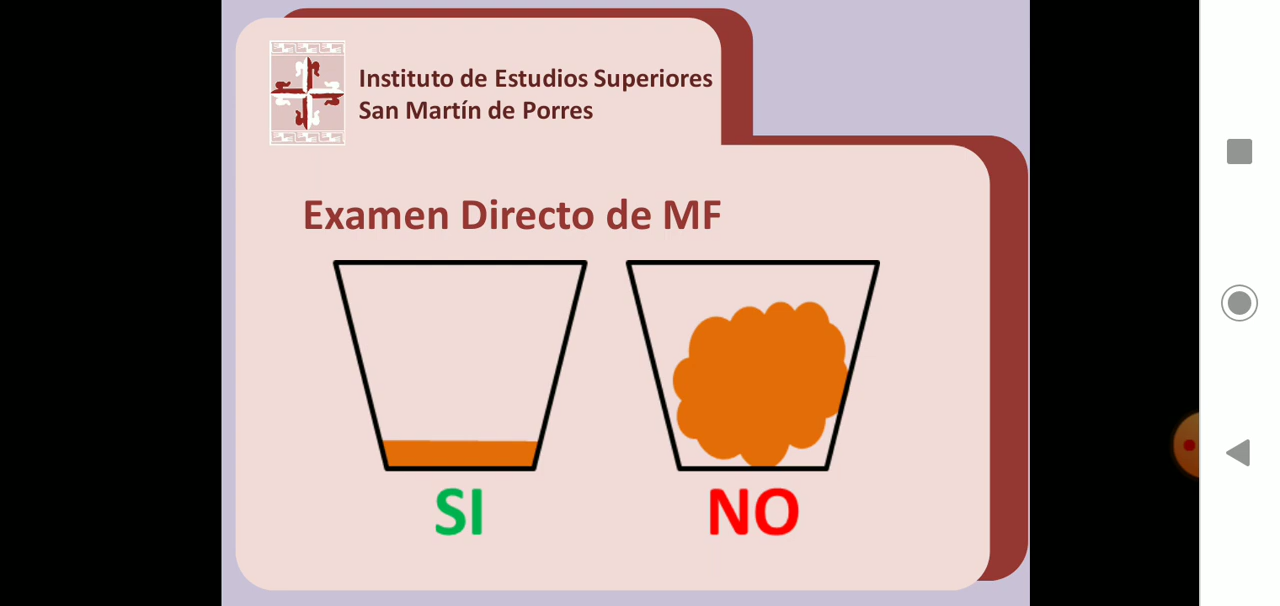 Instituto de Estudios Superiores
San Martín de Porres
Examen Directo de MF
SI
NO